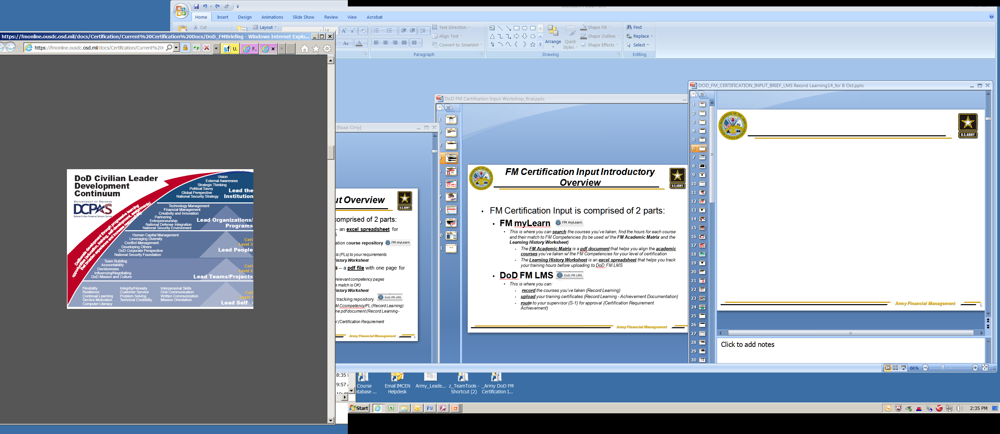 Microsoft PowerPoint
Home Insert Design Animations Slide Show Review View Acrobat
Cut
Layout
14
Aa
A
Text Direction
Align Text
Convert to SmartArt
Paragraph
Arrange
Quick
Styles
Shape Fill
Shape Outline
Shape Effects
Drawing
Find
Replace
Select
Editing
https://fmonline.ousdc.osd.mil/docs/Certification/Current%20Certification%20Docs/DoD_FMBriefing - Windows Internet Explo...
https://fmonline.ousdc.osd.mil/docs/Certification/Current%20
sf U.
F..
DoD Civilian Leader
Development
Continuum
DEPARTMENT OF DEFENSE
DCPAS
Defense Civilian Personnel Advisory Service
Deliberate development through progressive learning
opportunities (education, training, self-development, assignments)
that broaden experience and increase responsibility
Vision
External Awareness
Strategic Thinking
Political Savvy
Global Perspective
National Security Strategy
Lead the
Institution
Technology Management
Financial Management
Creativity and Innovation
Partnering
Entrepreneurship
National Defense Integration
National Security Environment
Lead Organizations/
Programs
Human Capital Management
Leveraging Diversity
Conflict Management
Developing Others
DoD Corporate Perspective
National Security Foundation
Cert
Level 3
Lead People
Team Building
Accountability
Decisiveness
Influencing/Negotiating
DoD Mission and Culture
Cert
Level 2
Lead Teams/Projects
Flexibility
Resilience
Continual Learning
Service Motivation
Computer Literacy
Integrity/Honesty
Customer Service
Problem Solving
Technical Credibility
Interpersonal Skills
Oral Communication
Written Communication
Mission Orientation
Cert
Level 1
Lead Self 7
[Read-Only]
ut Overview
U.S.ARMY
comprised of 2 parts:
– an excel spreadsheet for
S
ation course repository FM myLearn
ls (PLs) to your requirements
istory Worksheet
s – a pdf file with one page for
relevant competency pages
e match is OK)
istory Worksheet
tracking repository DoD FM LMS
M Ccompetency/PL (Record Learning)
ne pdf document (Record Learning -
al (Certification Requirement
Army Financial Management 4
DoD FM Certification Input Workshop_final.pptx
FM Certification Input Introductory
Overview
U.S.ARMY
• FM Certification Input is comprised of 2 parts:
• FM myLearn FM myLearn
• This is where you can search the courses you've taken, find the hours for each course
and their match to FM Competencies (to be used w/ the FM Academic Matrix and the
Learning History Worksheet)
• The FM Academic Matrix is a pdf document that helps you align the academic
courses you've taken w/ the FM Competencies for your level of certification
• The Learning History Worksheet is an excel spreadsheet that helps you track
your training hours before uploading to DoD FM LMS
• DoD FM LMS DoD FM LMS
• This is where you can:
• record the courses you've taken (Record Learning)
• upload your training certificates (Record Learning - Achievement Documentation)
• route to your supervisor (S-1) for approval (Certification Requirement
Achievement)
Army Financial Management
DOD_FM_CERTIFICATION_INPUT_BRIEF_LMS Record Learning14_for 8 Oct.pptx
1
2
3
4
5
6
7
8
9
10
11
12
13
14
15
16
17
18
19
20
21
22
23
24
25
26
27
28
29
30
U.S.ARMY
Army Financial Management 6
Click to add notes
66%
8:35
9:57
10:48
Course
atabase ...
Email IMCEN
Helpdesk
Army_Leade...
z_TeamTools -
Shortcut (2)
_Army DoD FM
Certification I...
Start
2:35 PM